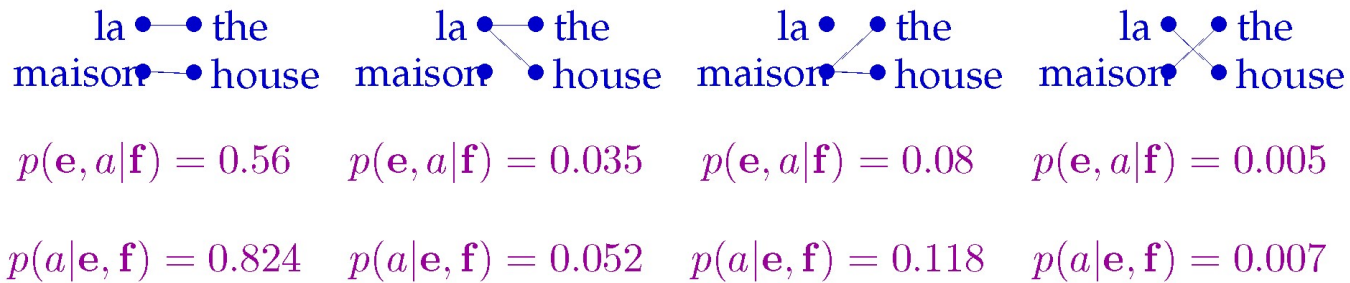 la the la the la the la the
maison house maison house maison house maison house
p(e, a|f) = 0.56 p(e, a|f) = 0.035 p(e, a|f) = 0.08 p(e, a|f) = 0.005
p(a|e, f) = 0.824 p(a|e, f) = 0.052 p(a|e, f) = 0.118 p(a|e, f) = 0.007